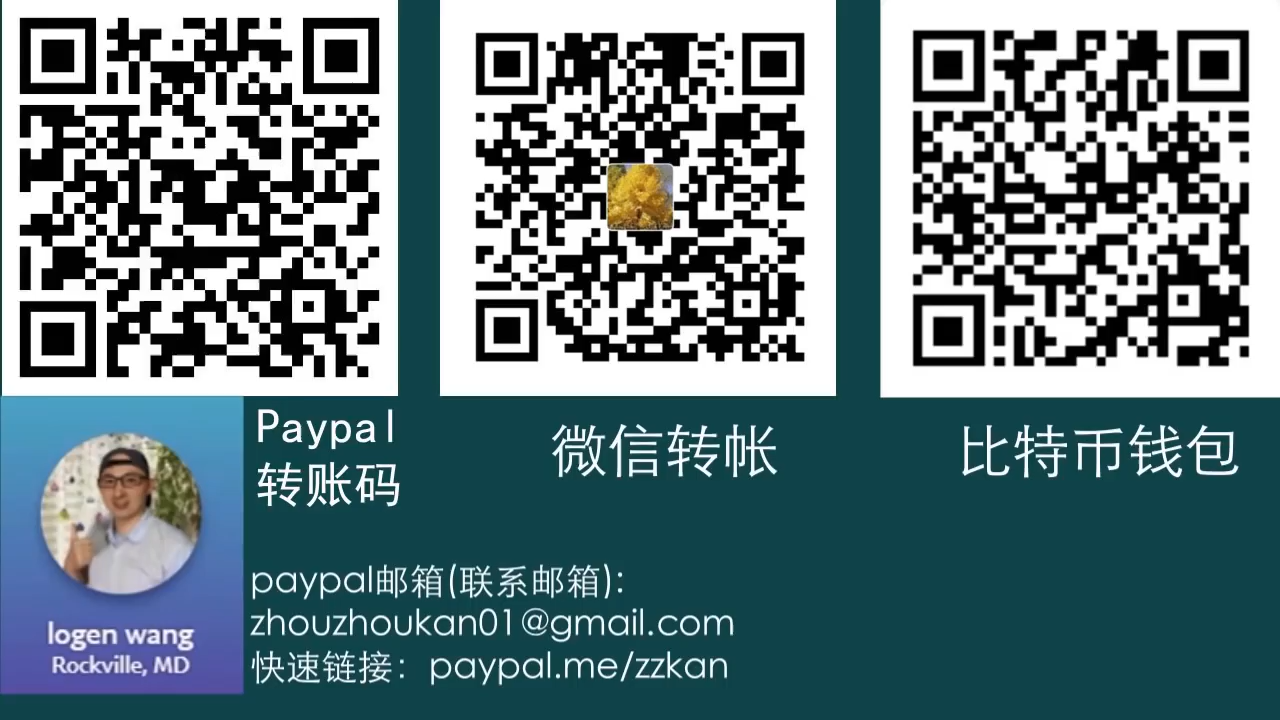 Paypal
转账码
微信转帐
比特币钱包
paypal邮箱(联系邮箱):
zhouzhoukan01@gmail.com
快速链接：paypal.me/zzkan
logen wang
Rockville, MD